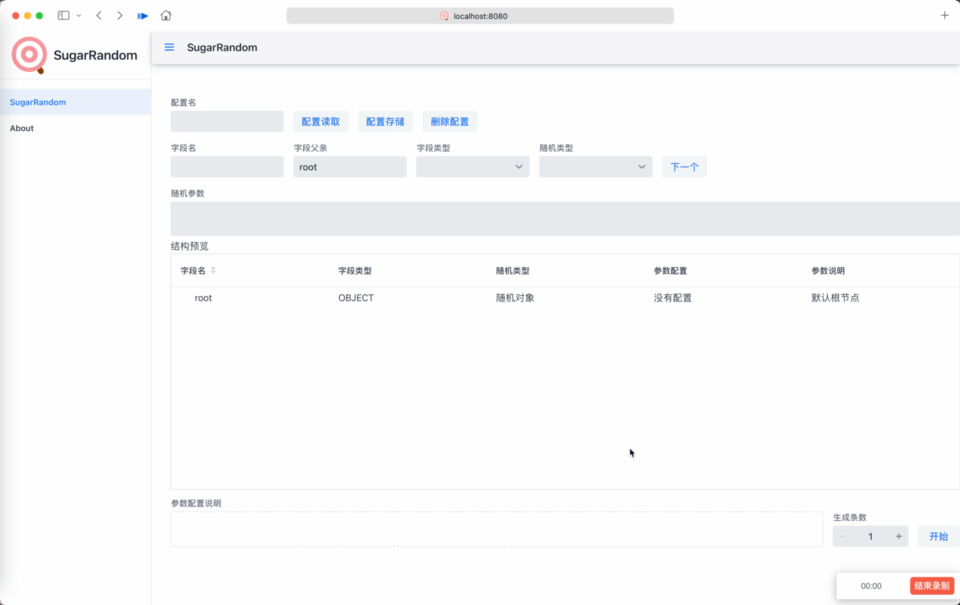 localhost:8080
SugarRandom
SugarRandom
SugarRandom
About
配置名
配置读取 配置存储 删除配置
字段名 字段父亲 字段类型 随机类型
root 下一个
随机参数
结构预览
字段名 字段类型 随机类型 参数配置 参数说明
root OBJECT 随机对象 没有配置 默认根节点
参数配置说明
生成条数
− 1 + 开始
00:00 结束录制